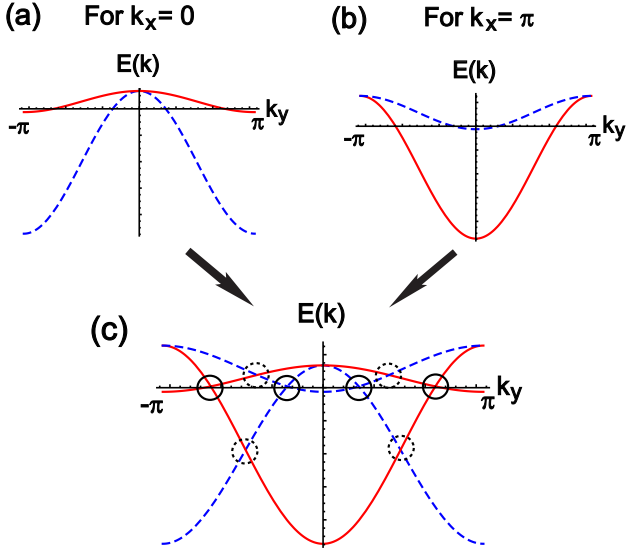 (a) For kx= 0
E(k)
-π π ky
(b) For kx= π
E(k)
-π π ky
(c) E(k)
-π π ky